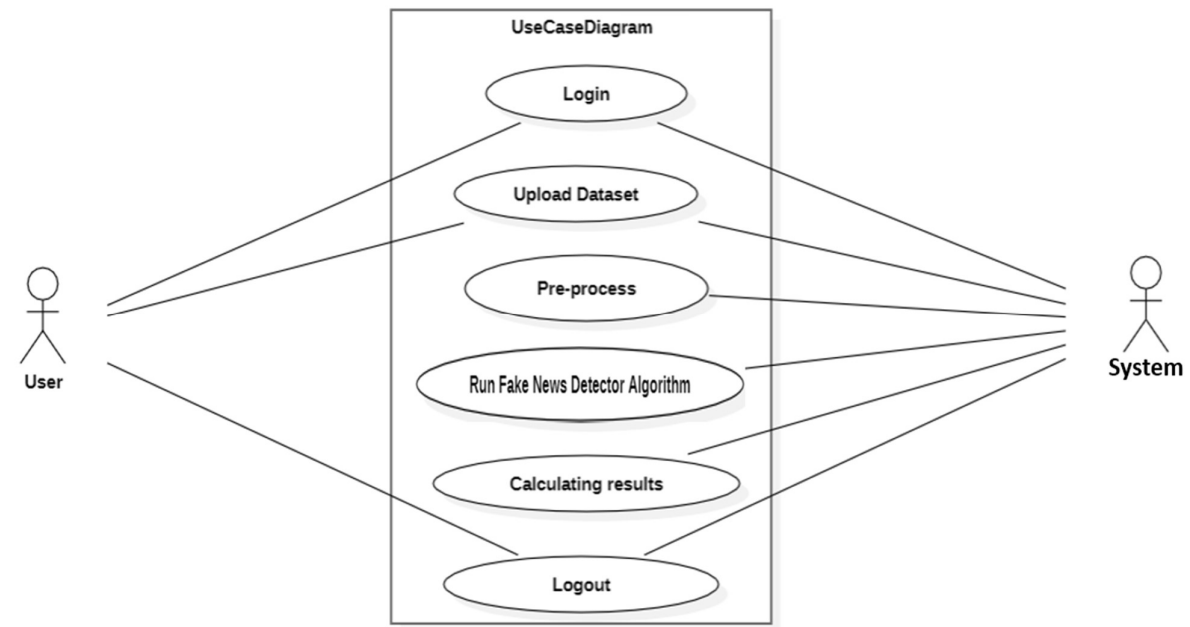 UseCaseDiagram
Login
Upload Dataset
Pre-process
Run Fake News Detector Algorithm
Calculating results
Logout
User
System